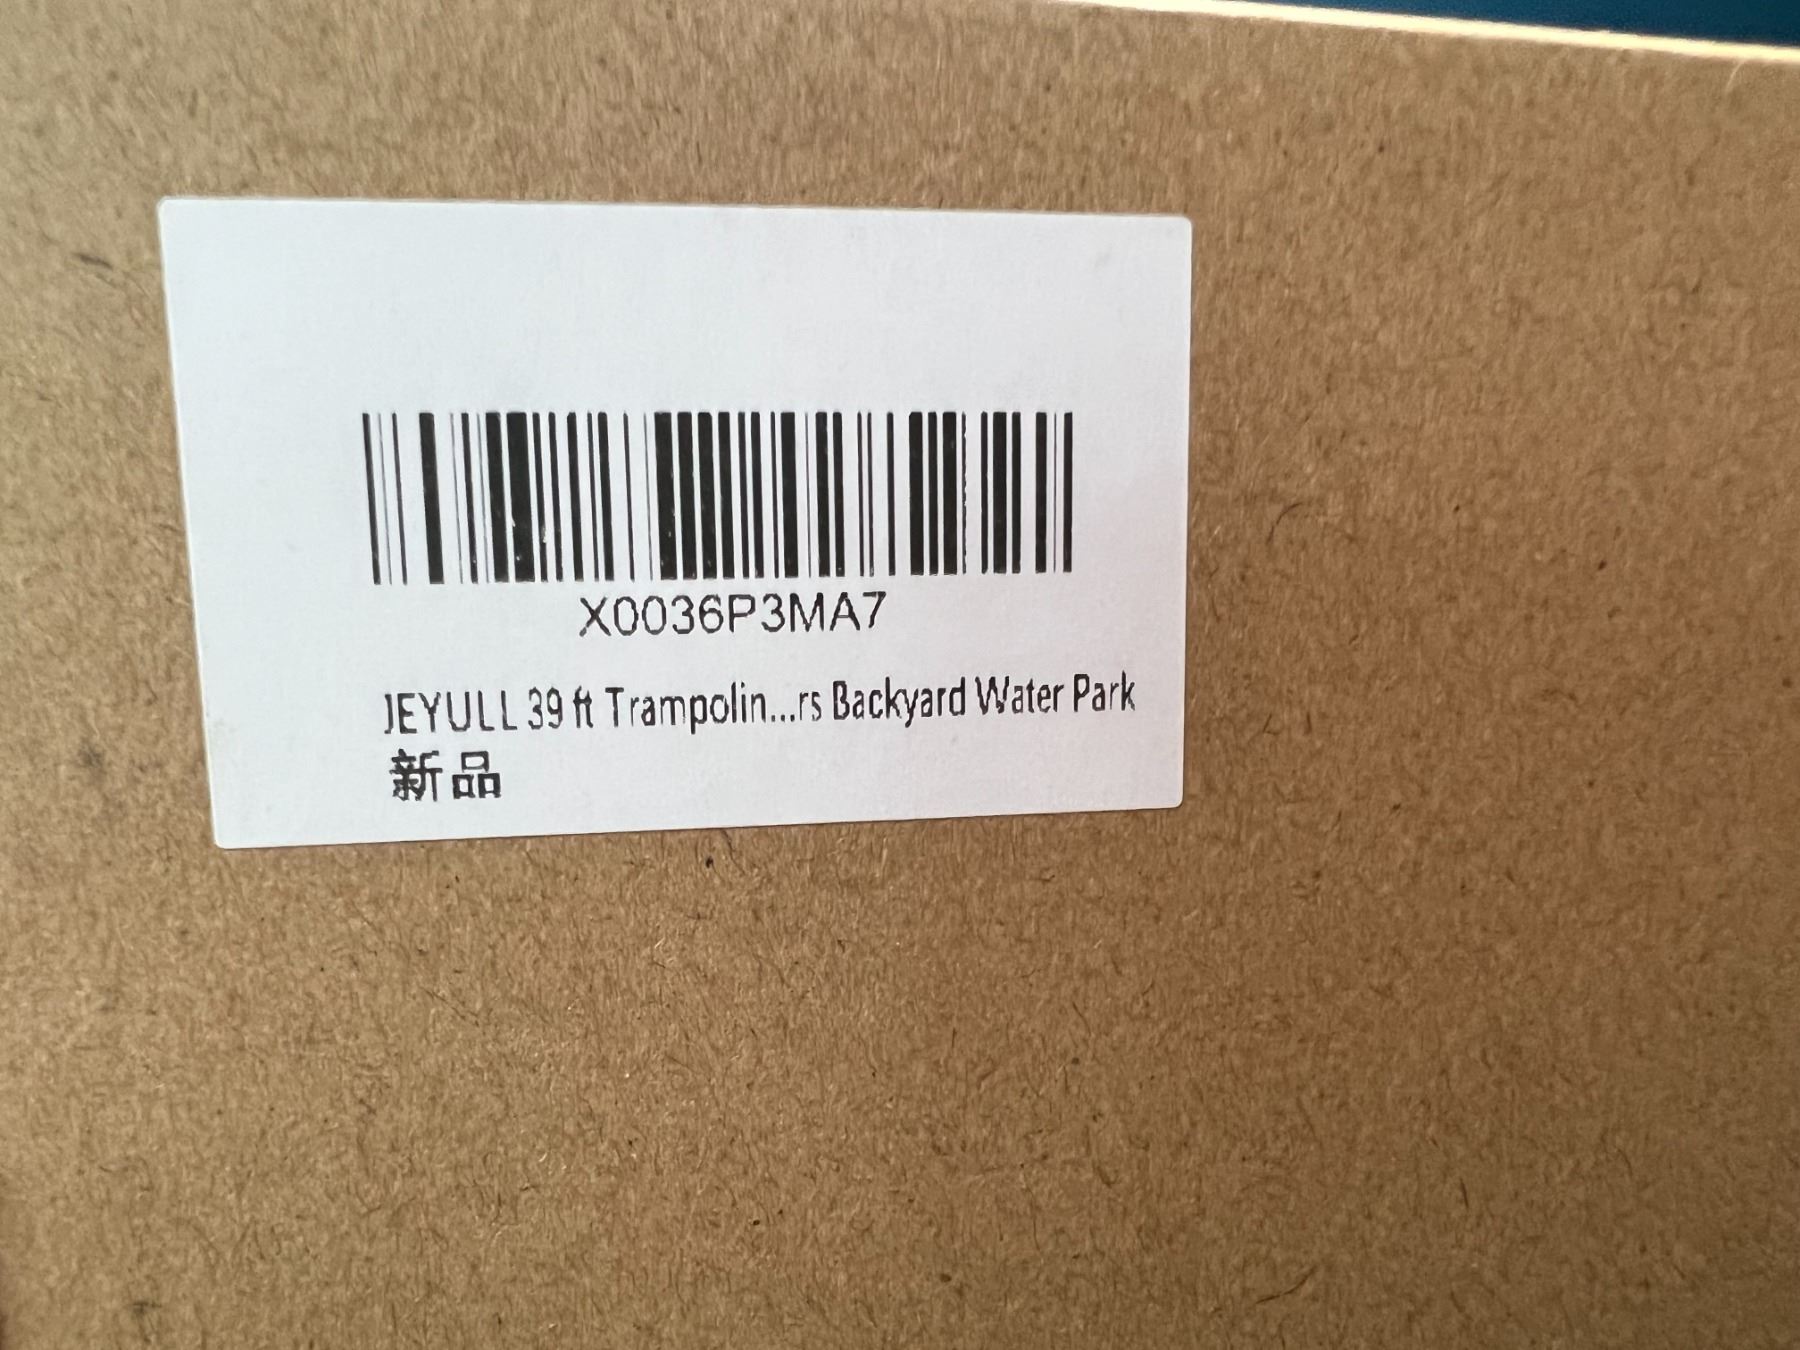 X0036P3MA7
JEYULL 39 ft Trampolin...rs Backyard Water Park
新品